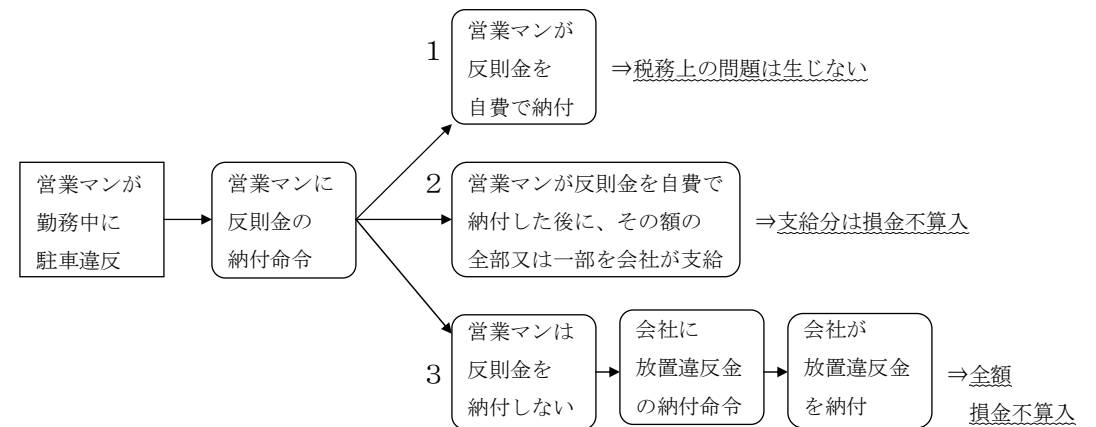 営業マンが
勤務中に
駐車違反
営業マンに
反則金の
納付命令
1
営業マンが
反則金を
自費で納付
⇒税務上の問題は生じない
2
営業マンが反則金を自費で
納付した後に、その額の
全部又は一部を会社が支給
⇒支給分は損金不算入
3
営業マンは
反則金を
納付しない
会社に
放置違反金
の納付命令
会社が
放置違反金
を納付
⇒全額
損金不算入